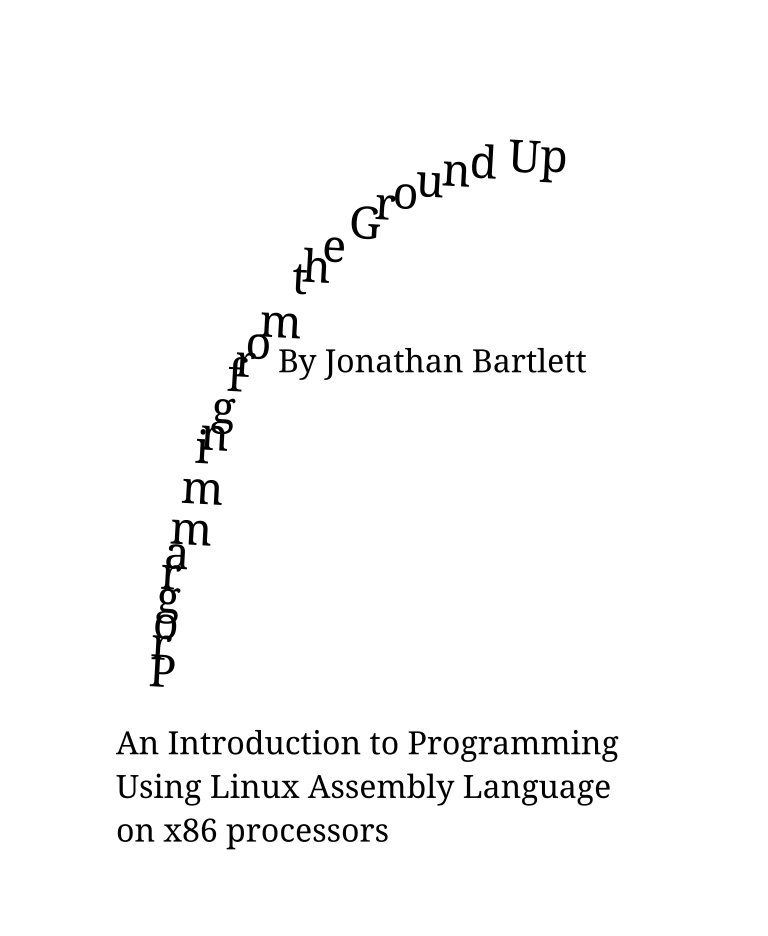 Programming from the Ground Up
By Jonathan Bartlett
An Introduction to Programming
Using Linux Assembly Language
on x86 processors